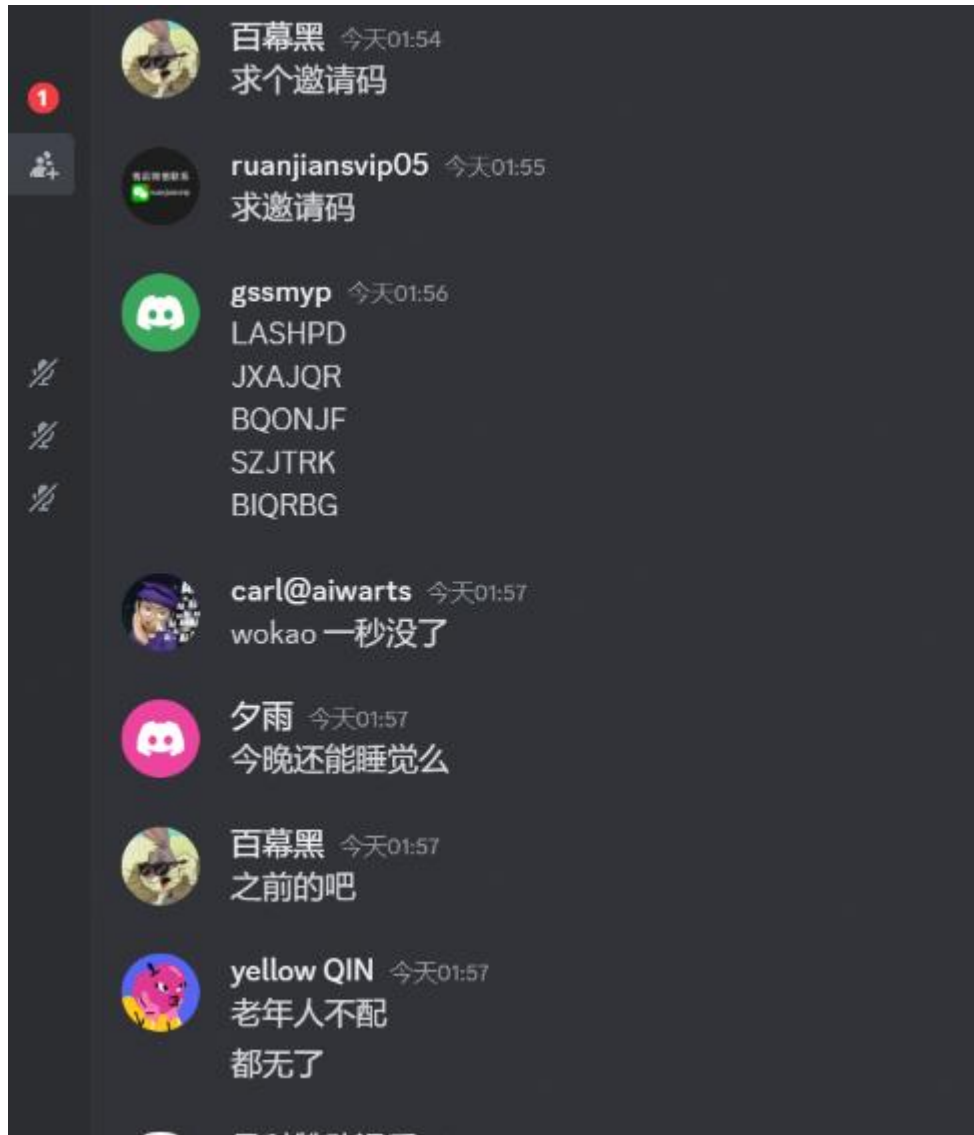 百幕黑 今天01:54
求个邀请码
1
ruanjiansvip05 今天01:55
求邀请码
gssmyp 今天01:56
LASHPD
JXAJQR
BQONJF
SZJTRK
BIQRBG
carl@aiwarts 今天01:57
wokao 一秒没了
夕雨 今天01:57
今晚还能睡觉么
百幕黑 今天01:57
之前的吧
yellow QIN 今天01:57
老年人不配
都无了